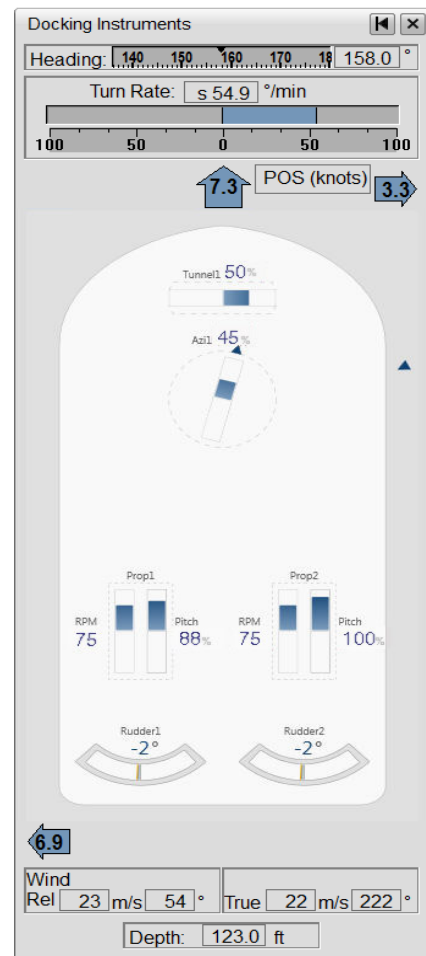 Docking Instruments
Heading: 140 150 160 170 18 158.0 °
Turn Rate: s 54.9 °/min
100 50 0 50 100
7.3 POS (knots) 3.3
Tunnel1 50%
Azi1 45%
Prop1 Prop2
RPM 75 Pitch 88% RPM 75 Pitch 100%
Rudder1 Rudder2
-2° -2°
6.9
Wind
Rel 23 m/s 54 ° True 22 m/s 222 °
Depth: 123.0 ft